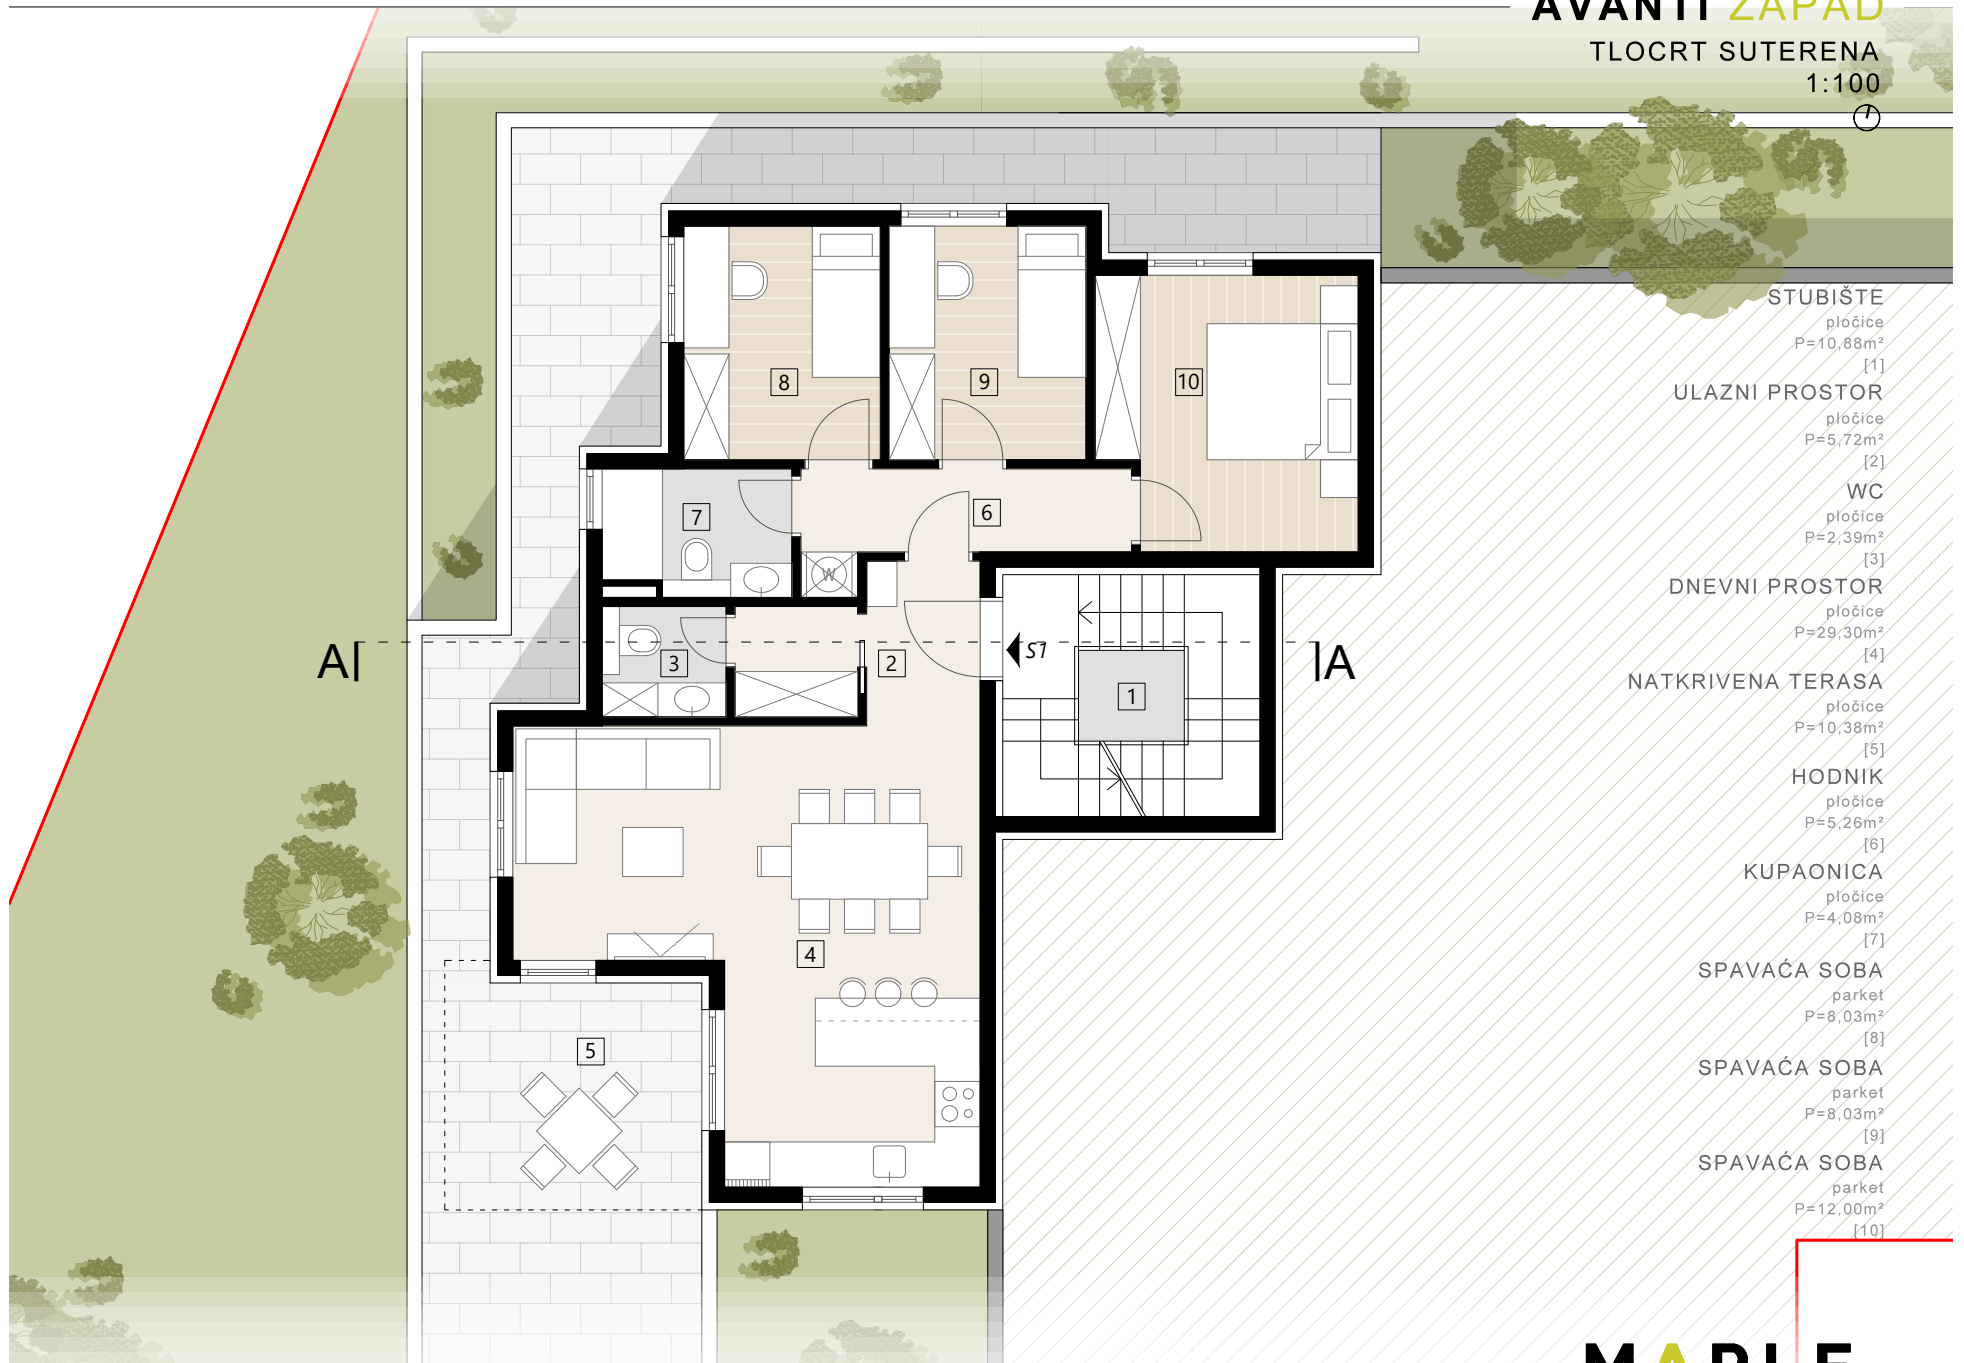 AVANTI ZAPAD
TLOCRT SUTERENA
1:100
STUBIŠTE
pločice
P=10,88m²
[1]
ULAZNI PROSTOR
pločice
P=5,72m²
[2]
WC
pločice
P=2,39m²
[3]
DNEVNI PROSTOR
pločice
P=29,30m²
[4]
NATKRIVENA TERASA
pločice
P=10,38m²
[5]
HODNIK
pločice
P=5,26m²
[6]
KUPAONICA
pločice
P=4,08m²
[7]
SPAVAĆA SOBA
parket
P=8,03m²
[8]
SPAVAĆA SOBA
parket
P=8,03m²
[9]
SPAVAĆA SOBA
parket
P=12,00m²
[10]
8
9
10
7
6
W
A
3
2
S1
A
1
4
5
MAPLE